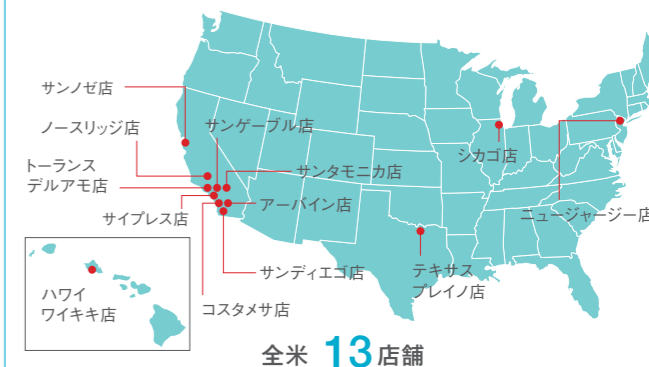 サンノゼ店
ノースリッジ店
サンゲーブル店
トーランス
デルアモ店
サンタモニカ店
サイプレス店
アーバイン店
サンディエゴ店
コスタメサ店
シカゴ店
ニュージャージー店
テキサス
プレイノ店
ハワイ
ワイキキ店
全米 13店舗